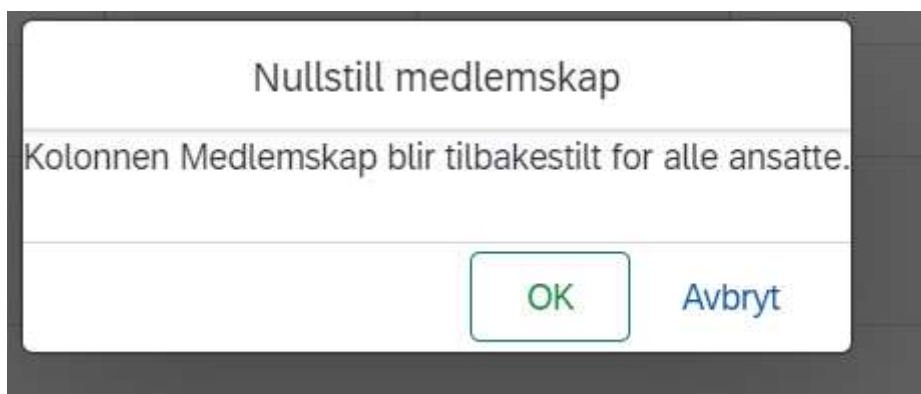 Nullstill medlemskap
Kolonnen Medlemskap blir tilbakestilt for alle ansatte.
OK Avbryt